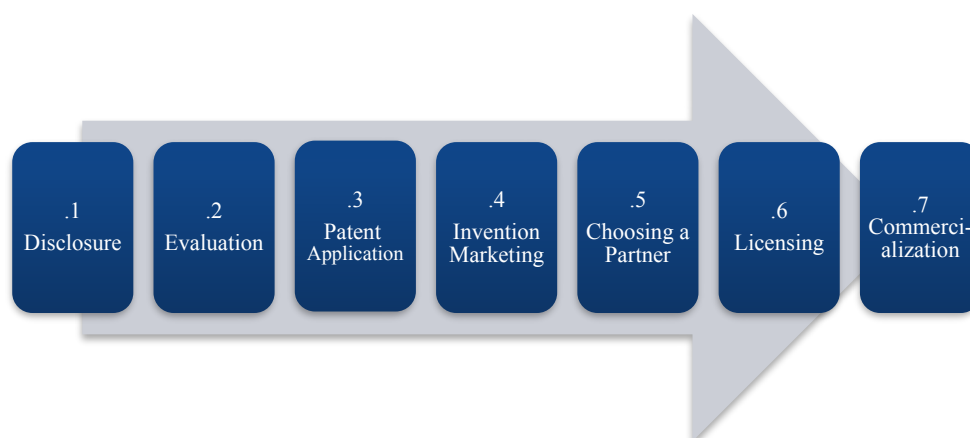 .1
Disclosure
.2
Evaluation
.3
Patent
Application
.4
Invention
Marketing
.5
Choosing a
Partner
.6
Licensing
.7
Commerci-
alization